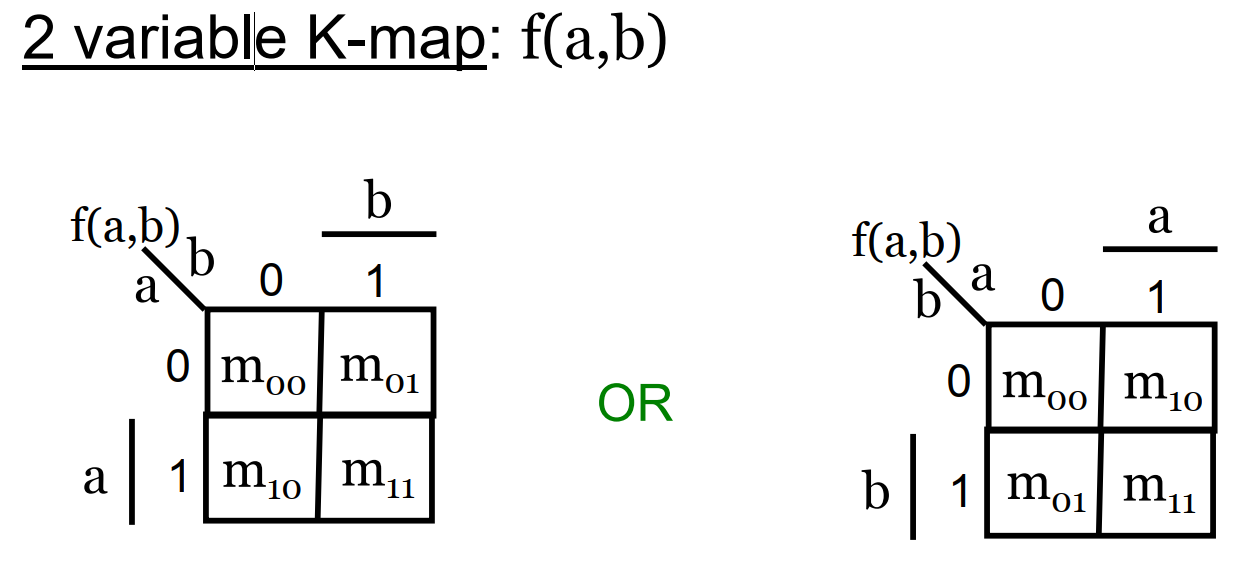 2 variable K-map: f(a,b)
b
f(a,b) b 0 1
a
0 m₀₀ m₀₁
a 1 m₁₀ m₁₁
OR
a
f(a,b) a 0 1
b
0 m₀₀ m₁₀
b 1 m₀₁ m₁₁